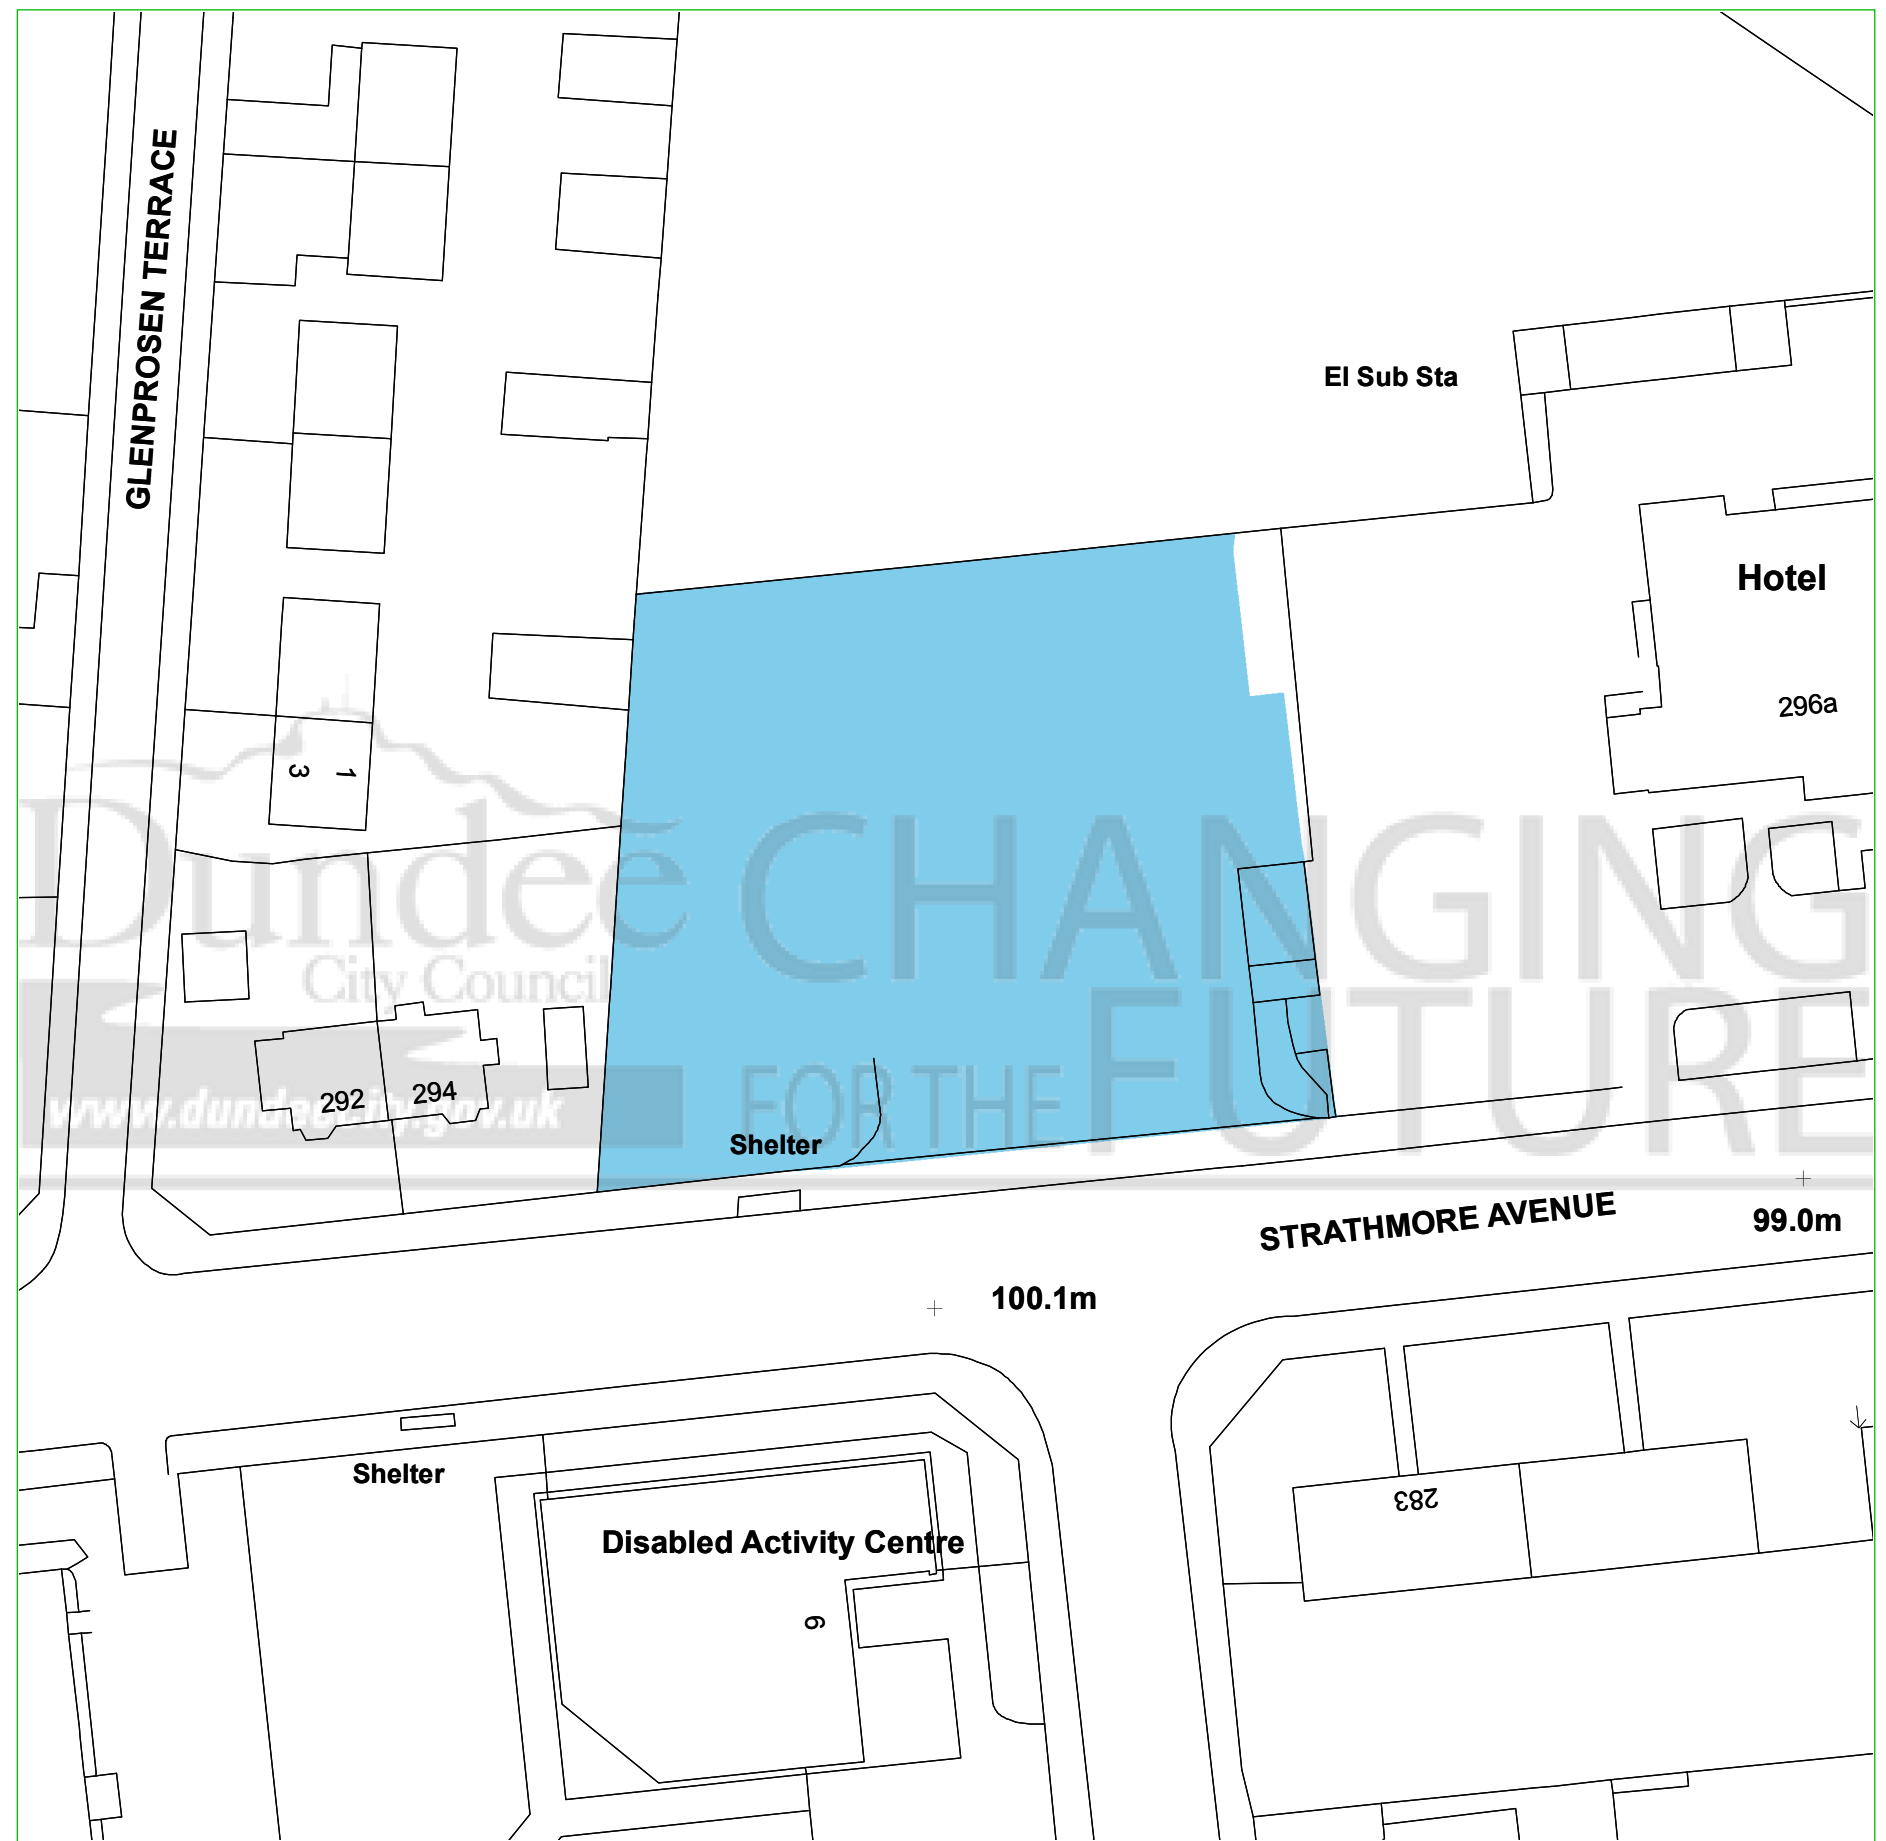 GLENPROSEN TERRACE
El Sub Sta
Hotel
296a
1
3
Dundee
City Council
www.dundeecity.gov.uk
CHANGING
FOR THE FUTURE
292
294
Shelter
STRATHMORE AVENUE
99.0m
100.1m
Shelter
Disabled Activity Centre
283
6